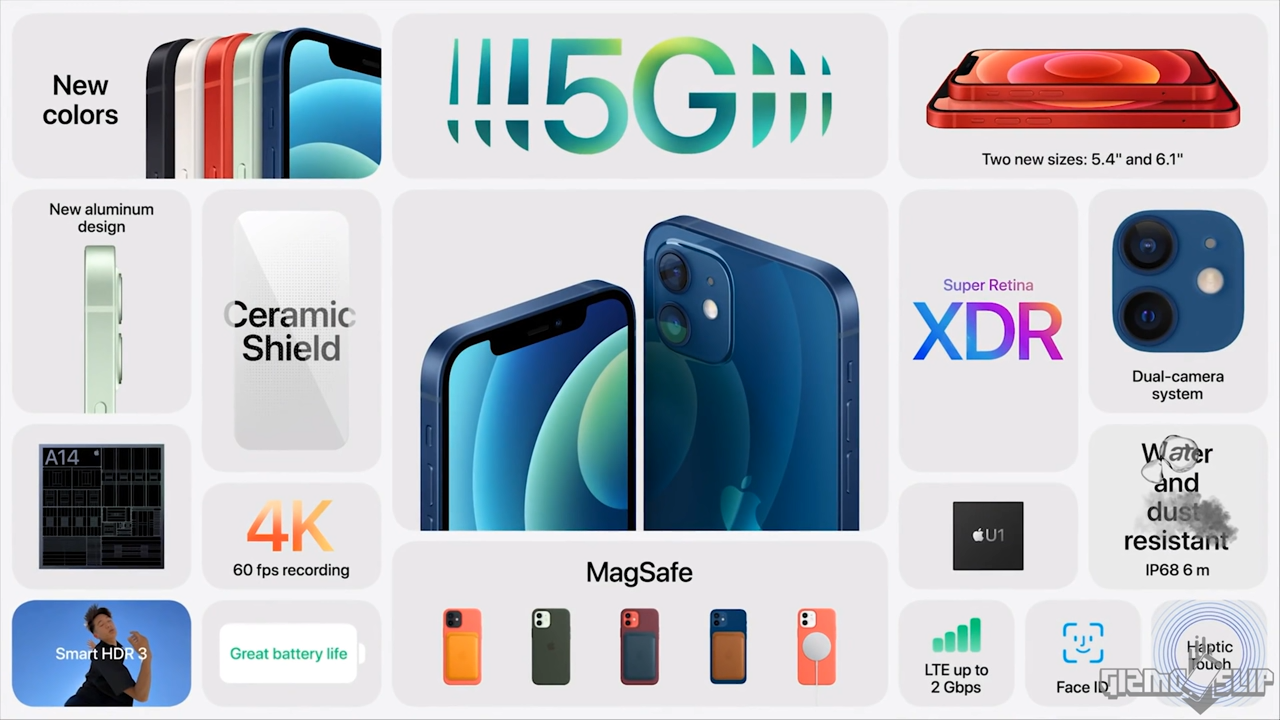 New
colors
5G
Two new sizes: 5.4" and 6.1"
New aluminum
design
Ceramic
Shield
Super Retina
XDR
Dual-camera
system
A14
4K
60 fps recording
MagSafe
U1
Water
and
dust
resistant
IP68 6 m
Smart HDR 3
Great battery life
LTE up to
2 Gbps
Face ID
Haptic
Touch
GIZMO SLIP